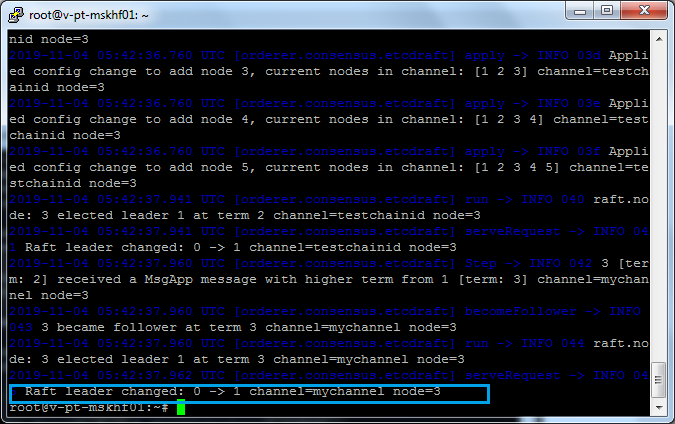 root@v-pt-mskhf01: ~
nid node=3
2019-11-04 05:42:36.760 UTC [orderer.consensus.etcdraft] apply -> INFO 03d Appli
ed config change to add node 3, current nodes in channel: [1 2 3] channel=testch
ainid node=3
2019-11-04 05:42:36.760 UTC [orderer.consensus.etcdraft] apply -> INFO 03e Appli
ed config change to add node 4, current nodes in channel: [1 2 3 4] channel=test
chainid node=3
2019-11-04 05:42:36.760 UTC [orderer.consensus.etcdraft] apply -> INFO 03f Appli
ed config change to add node 5, current nodes in channel: [1 2 3 4 5] channel=te
stchainid node=3
2019-11-04 05:42:37.941 UTC [orderer.consensus.etcdraft] run -> INFO 040 raft.no
de: 3 elected leader 1 at term 2 channel=testchainid node=3
2019-11-04 05:42:37.941 UTC [orderer.consensus.etcdraft] serveRequest -> INFO 04
1 Raft leader changed: 0 -> 1 channel=testchainid node=3
2019-11-04 05:42:37.960 UTC [orderer.consensus.etcdraft] Step -> INFO 042 3 [ter
m: 2] received a MsgApp message with higher term from 1 [term: 3] channel=mychan
nel node=3
2019-11-04 05:42:37.960 UTC [orderer.consensus.etcdraft] becomeFollower -> INFO
043 3 became follower at term 3 channel=mychannel node=3
2019-11-04 05:42:37.960 UTC [orderer.consensus.etcdraft] run -> INFO 044 raft.no
de: 3 elected leader 1 at term 3 channel=mychannel node=3
2019-11-04 05:42:37.962 UTC [orderer.consensus.etcdraft] serveRequest -> INFO 04
Raft leader changed: 0 -> 1 channel=mychannel node=3
root@v-pt-mskhf01:~#